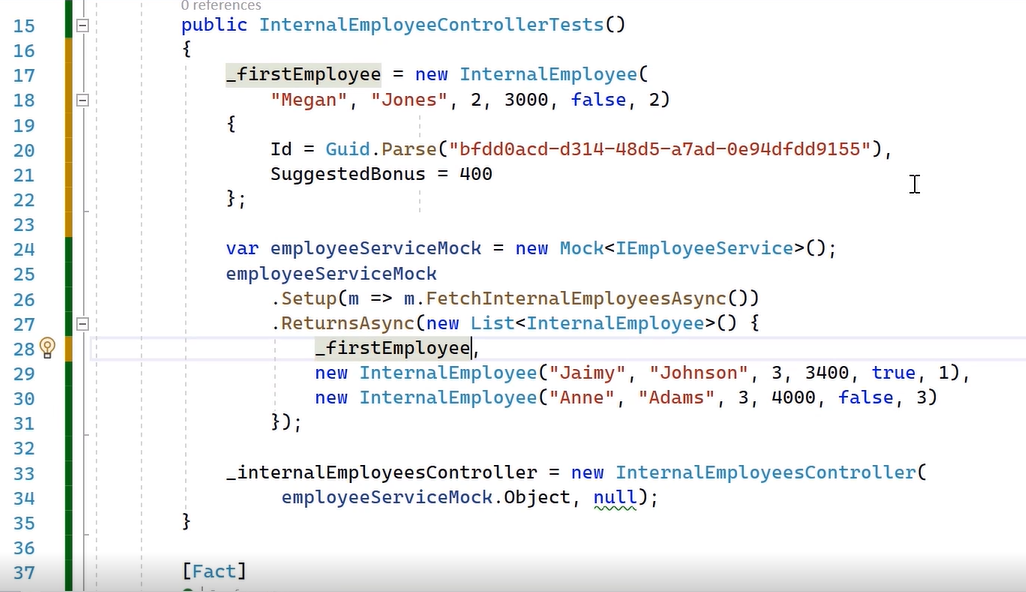 0 references
15 public InternalEmployeeControllerTests()
16 {
17 _firstEmployee = new InternalEmployee(
18 "Megan", "Jones", 2, 3000, false, 2)
19 {
20 Id = Guid.Parse("bfdd0acd-d314-48d5-a7ad-0e94dfdd9155"),
21 SuggestedBonus = 400
22 };
23
24 var employeeServiceMock = new Mock<IEmployeeService>();
25 employeeServiceMock
26 .Setup(m => m.FetchInternalEmployeesAsync())
27 .ReturnsAsync(new List<InternalEmployee>() {
28 _firstEmployee,
29 new InternalEmployee("Jaimy", "Johnson", 3, 3400, true, 1),
30 new InternalEmployee("Anne", "Adams", 3, 4000, false, 3)
31 });
32
33 _internalEmployeesController = new InternalEmployeesController(
34 employeeServiceMock.Object, null);
35 }
36
37 [Fact]